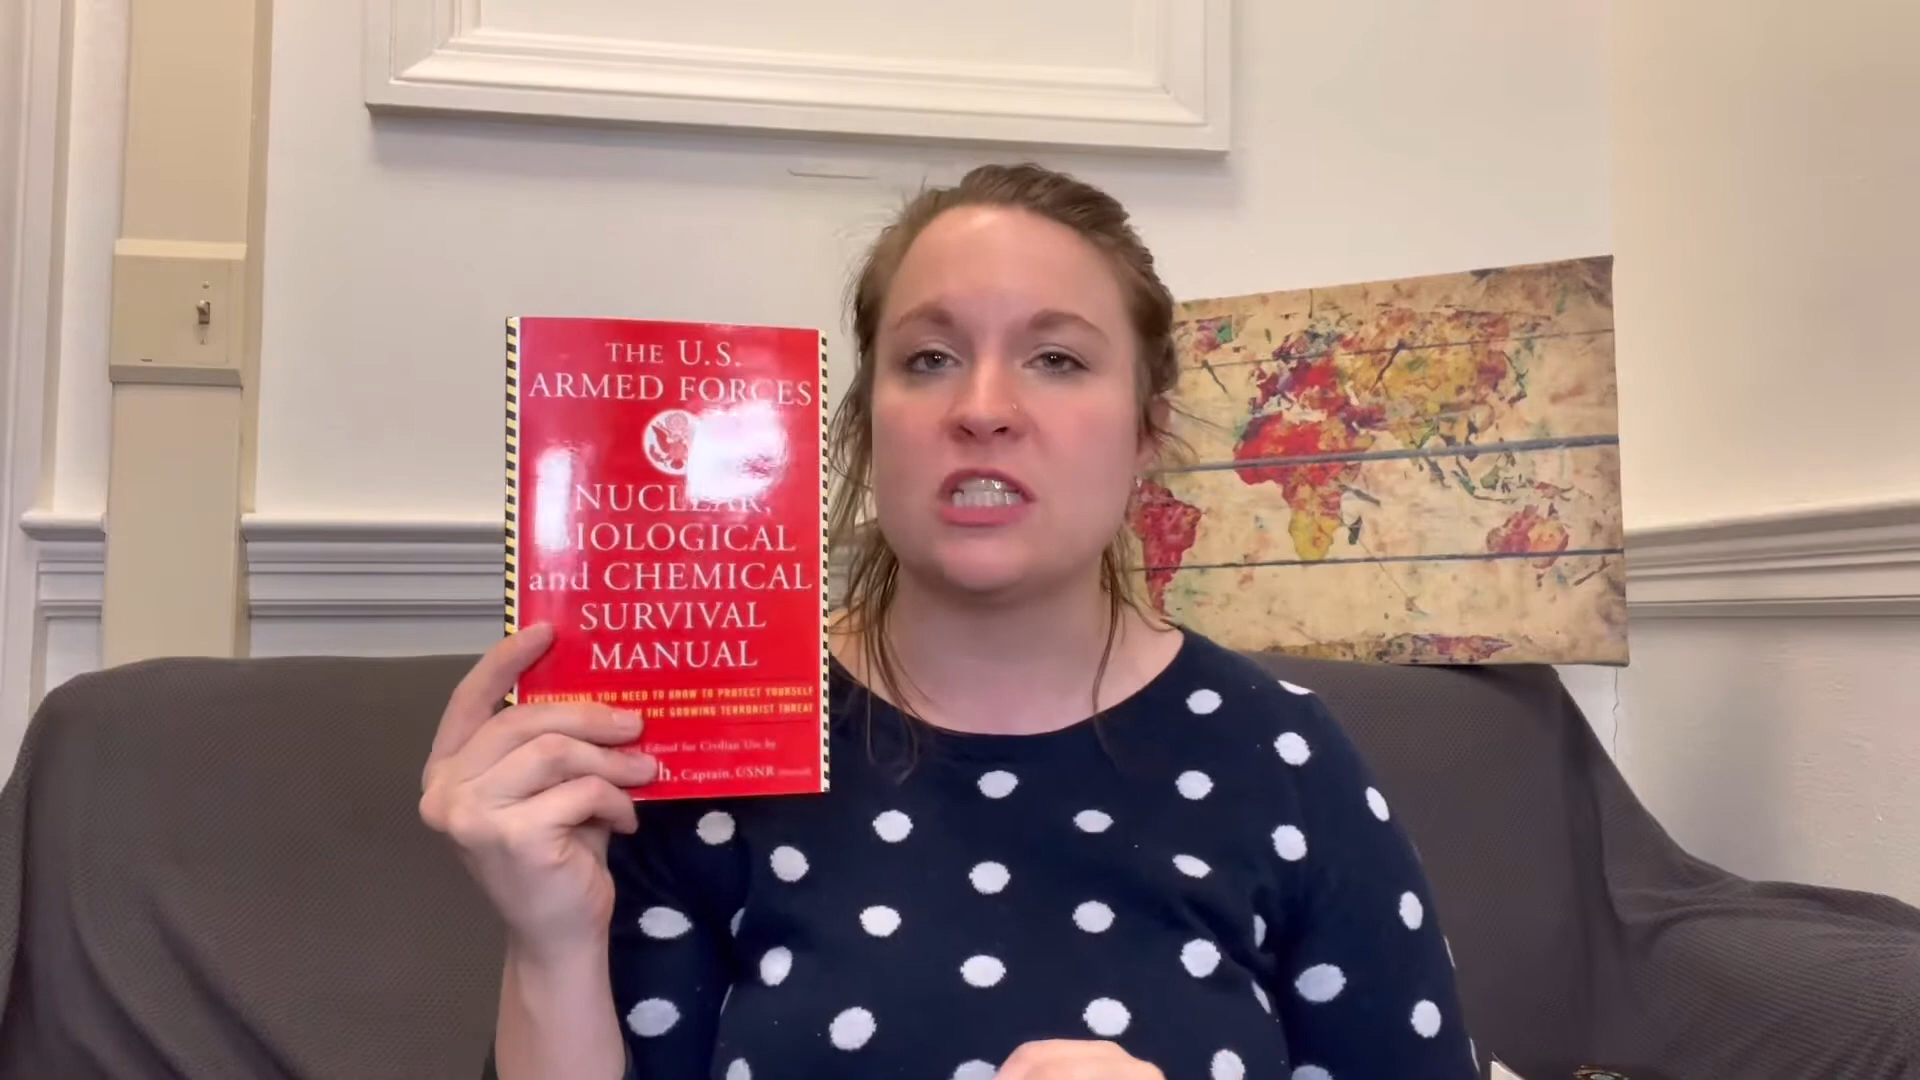 THE U.S.
ARMED FORCES
NUCLEAR,
BIOLOGICAL
and CHEMICAL
SURVIVAL
MANUAL
EVERYTHING YOU NEED TO KNOW TO PROTECT YOURSELF
THE GROWING TERRORIST THREAT
Edited for Civilian Use by
Captain, USNR